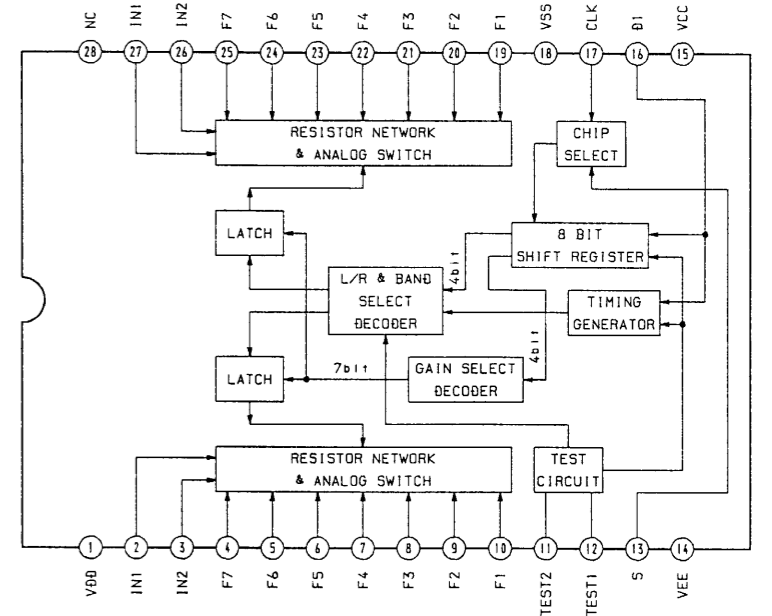 NC IN1 IN2 F7 F6 F5 F4 F3 F2 F1 VSS CLK DI VCC
28 27 26 25 24 23 22 21 20 19 18 17 16 15
RESISTOR NETWORK
& ANALOG SWITCH
CHIP
SELECT
LATCH
8 BIT
SHIFT REGISTER
4bit
L/R & BAND
SELECT
DECODER
TIMING
GENERATOR
4bit
LATCH
7bit
GAIN SELECT
DECODER
RESISTOR NETWORK
& ANALOG SWITCH
TEST
CIRCUIT
1 2 3 4 5 6 7 8 9 10 11 12 13 14
VDD IN1 IN2 F7 F6 F5 F4 F3 F2 F1 TEST2 TEST1 S VEE